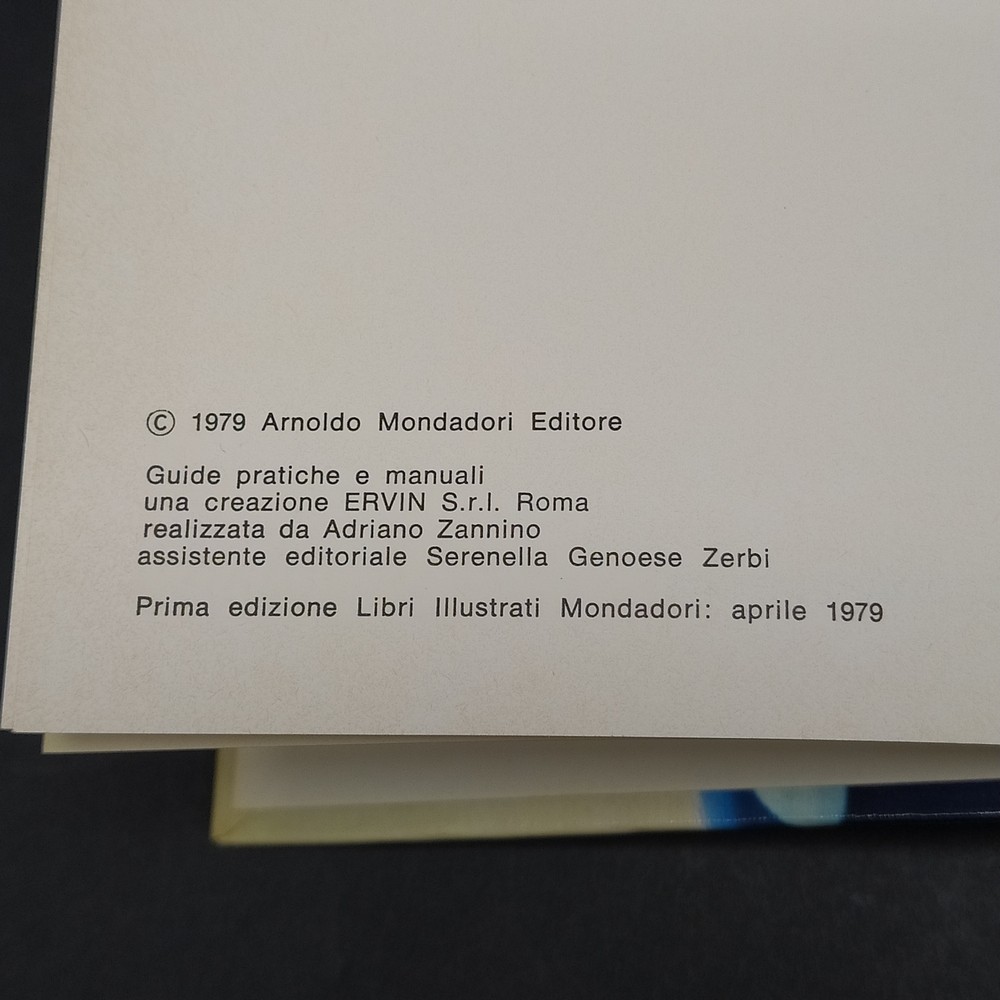 © 1979 Arnoldo Mondadori Editore
Guide pratiche e manuali
una creazione ERVIN S.r.l. Roma
realizzata da Adriano Zannino
assistente editoriale Serenella Genoese Zerbi
Prima edizione Libri Illustrati Mondadori: aprile 1979